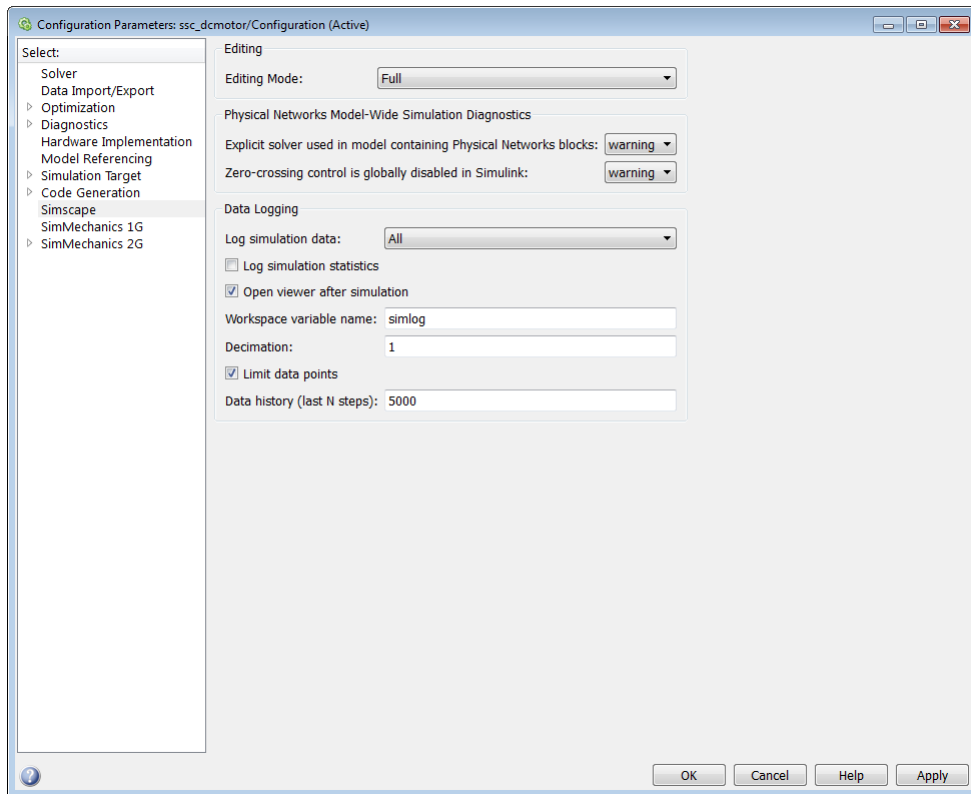 Configuration Parameters: ssc_dcmotor/Configuration (Active)
Select:
Solver
Data Import/Export
Optimization
Diagnostics
Hardware Implementation
Model Referencing
Simulation Target
Code Generation
Simscape
SimMechanics 1G
SimMechanics 2G
Editing
Editing Mode: Full
Physical Networks Model-Wide Simulation Diagnostics
Explicit solver used in model containing Physical Networks blocks: warning
Zero-crossing control is globally disabled in Simulink: warning
Data Logging
Log simulation data: All
Log simulation statistics
Open viewer after simulation
Workspace variable name: simlog
Decimation: 1
Limit data points
Data history (last N steps): 5000
? OK Cancel Help Apply